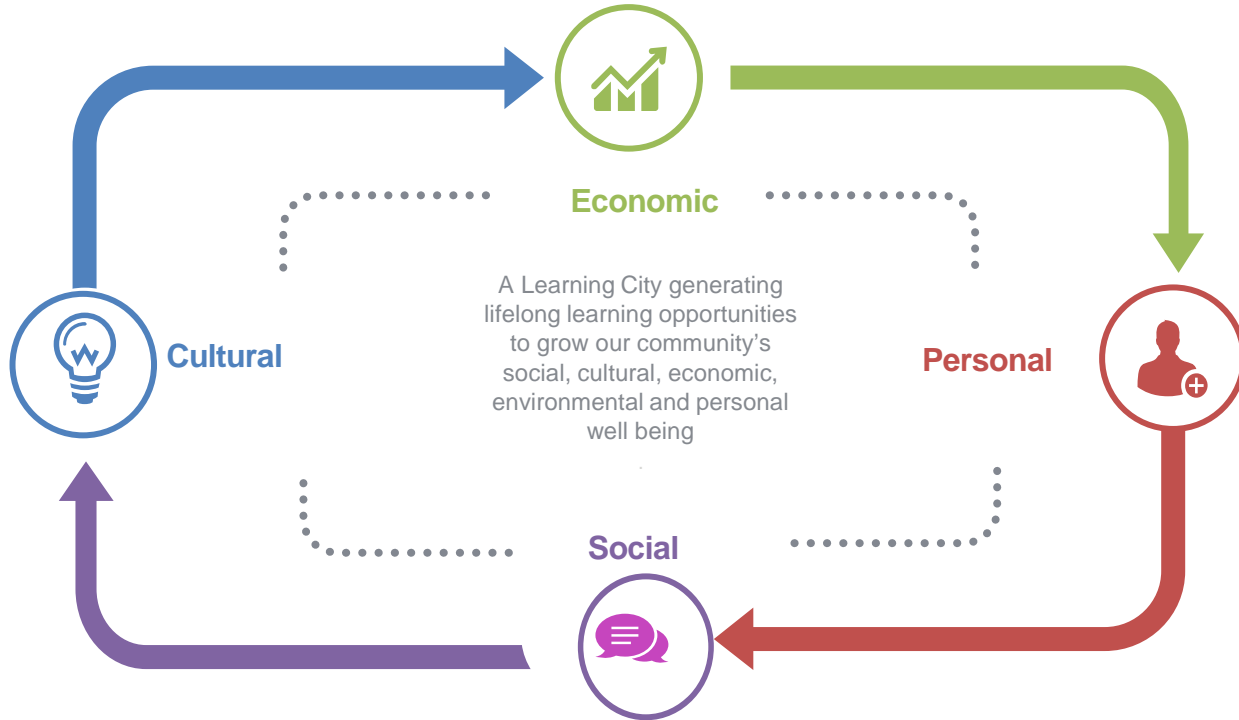 Economic
A Learning City generating
lifelong learning opportunities
to grow our community’s
social, cultural, economic,
environmental and personal
well being
.
Cultural
Personal
Social